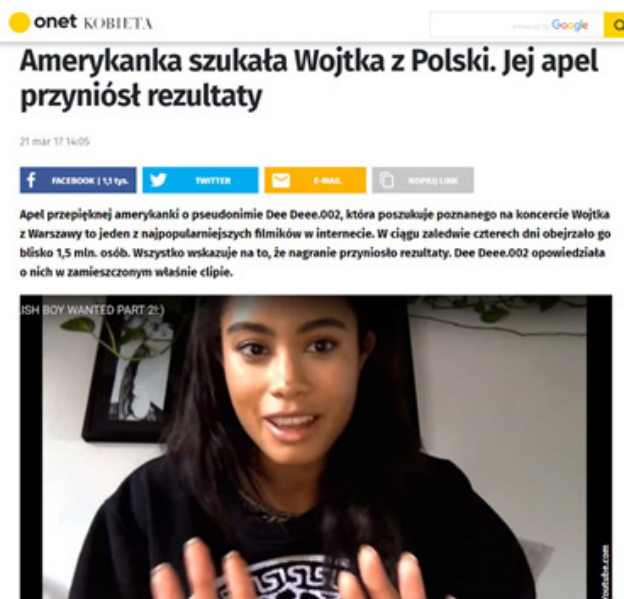 onet KOBIETA
Google
Amerykanka szukała Wojtka z Polski. Jej apel
przyniósł rezultaty
21 mar 17 14:05
FACEBOOK | 1,1 tys.
TWITTER
E-MAIL
KOPIUJ LINK
Apel przepięknej amerykanki o pseudonimie Dee Deee.002, która poszukuje poznanego na koncercie Wojtka
z Warszawy to jeden z najpopularniejszych filmików w internecie. W ciągu zaledwie czterech dni obejrzało go
blisko 1,5 mln. osób. Wszystko wskazuje na to, że nagranie przyniosło rezultaty. Dee Deee.002 opowiedziała
o nich w zamieszczonym właśnie clipie.
ISH BOY WANTED PART 2!:)
Youtube.com